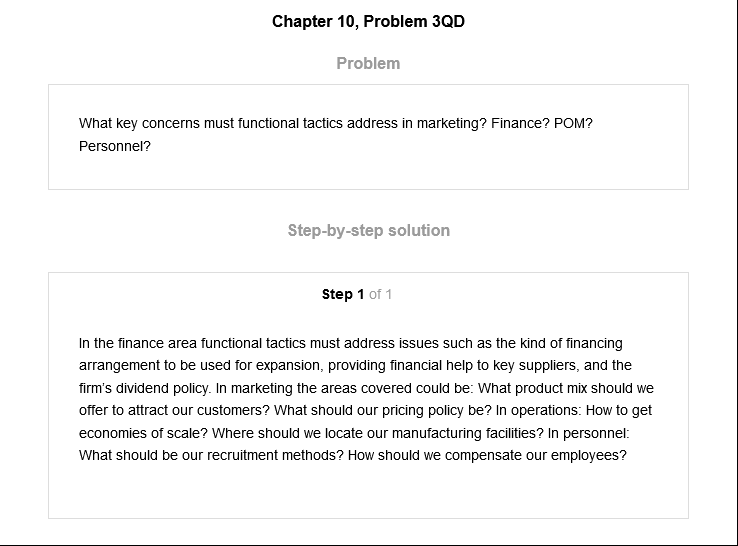 Chapter 10, Problem 3QD
Problem
What key concerns must functional tactics address in marketing? Finance? POM?
Personnel?
Step-by-step solution
Step 1 of 1
In the finance area functional tactics must address issues such as the kind of financing
arrangement to be used for expansion, providing financial help to key suppliers, and the
firm's dividend policy. In marketing the areas covered could be: What product mix should we
offer to attract our customers? What should our pricing policy be? In operations: How to get
economies of scale? Where should we locate our manufacturing facilities? In personnel:
What should be our recruitment methods? How should we compensate our employees?